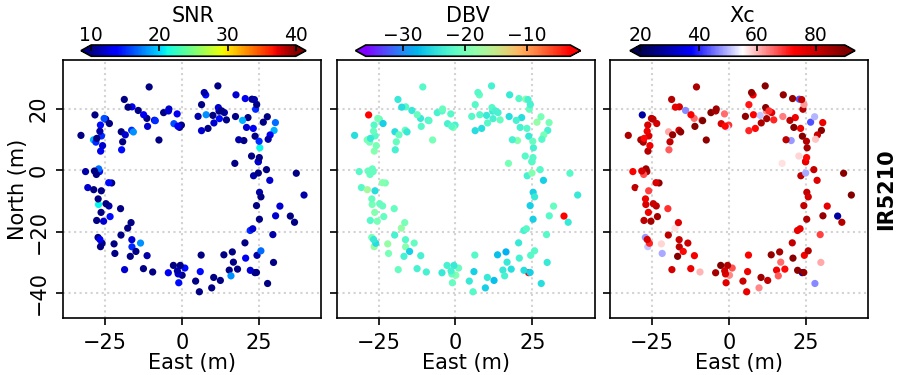 SNR DBV Xc
10 20 30 40 −30 −20 −10 20 40 60 80
20
0
−20
−40
North (m)
−25 0 25 −25 0 25 −25 0 25
East (m) East (m) East (m)
IR5210